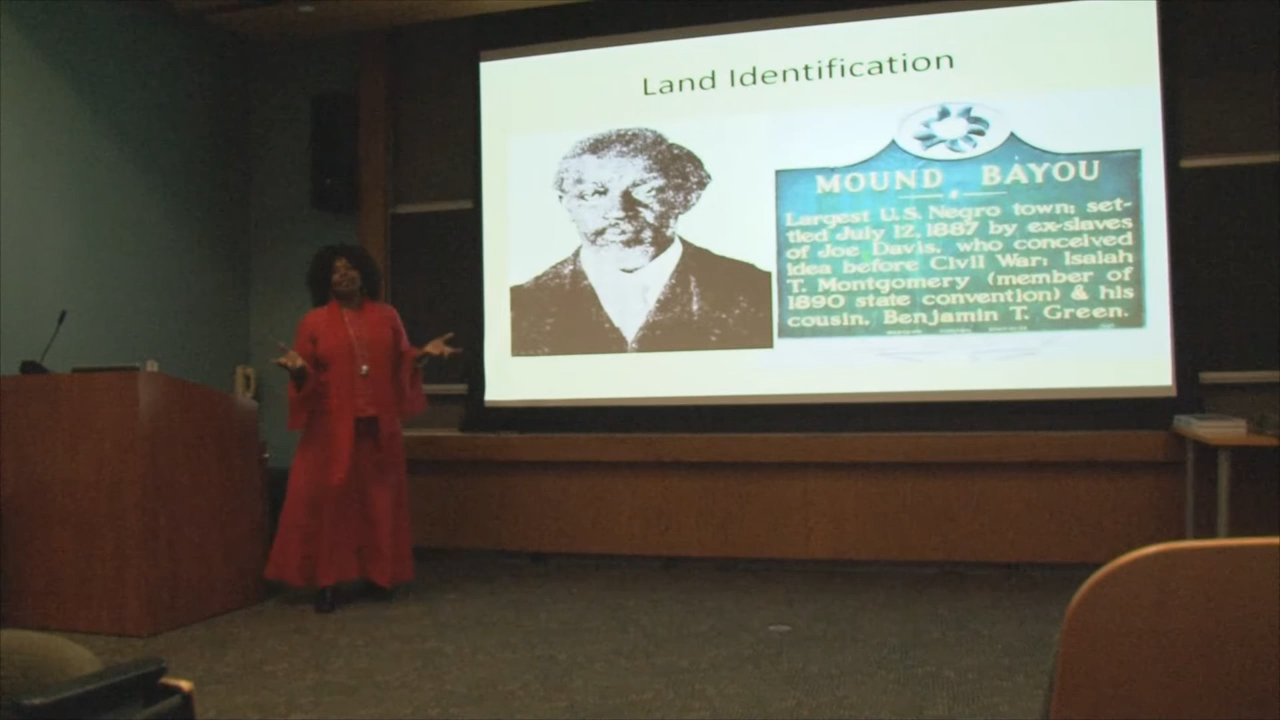 Land Identification
MOUND BAYOU
Largest U.S. Negro town; set-
tled July 12, 1887 by ex-slaves
of Joe Davis, who conceived
idea before Civil War: Isaiah
T. Montgomery (member of
1890 state convention) & his
cousin, Benjamin T. Green.